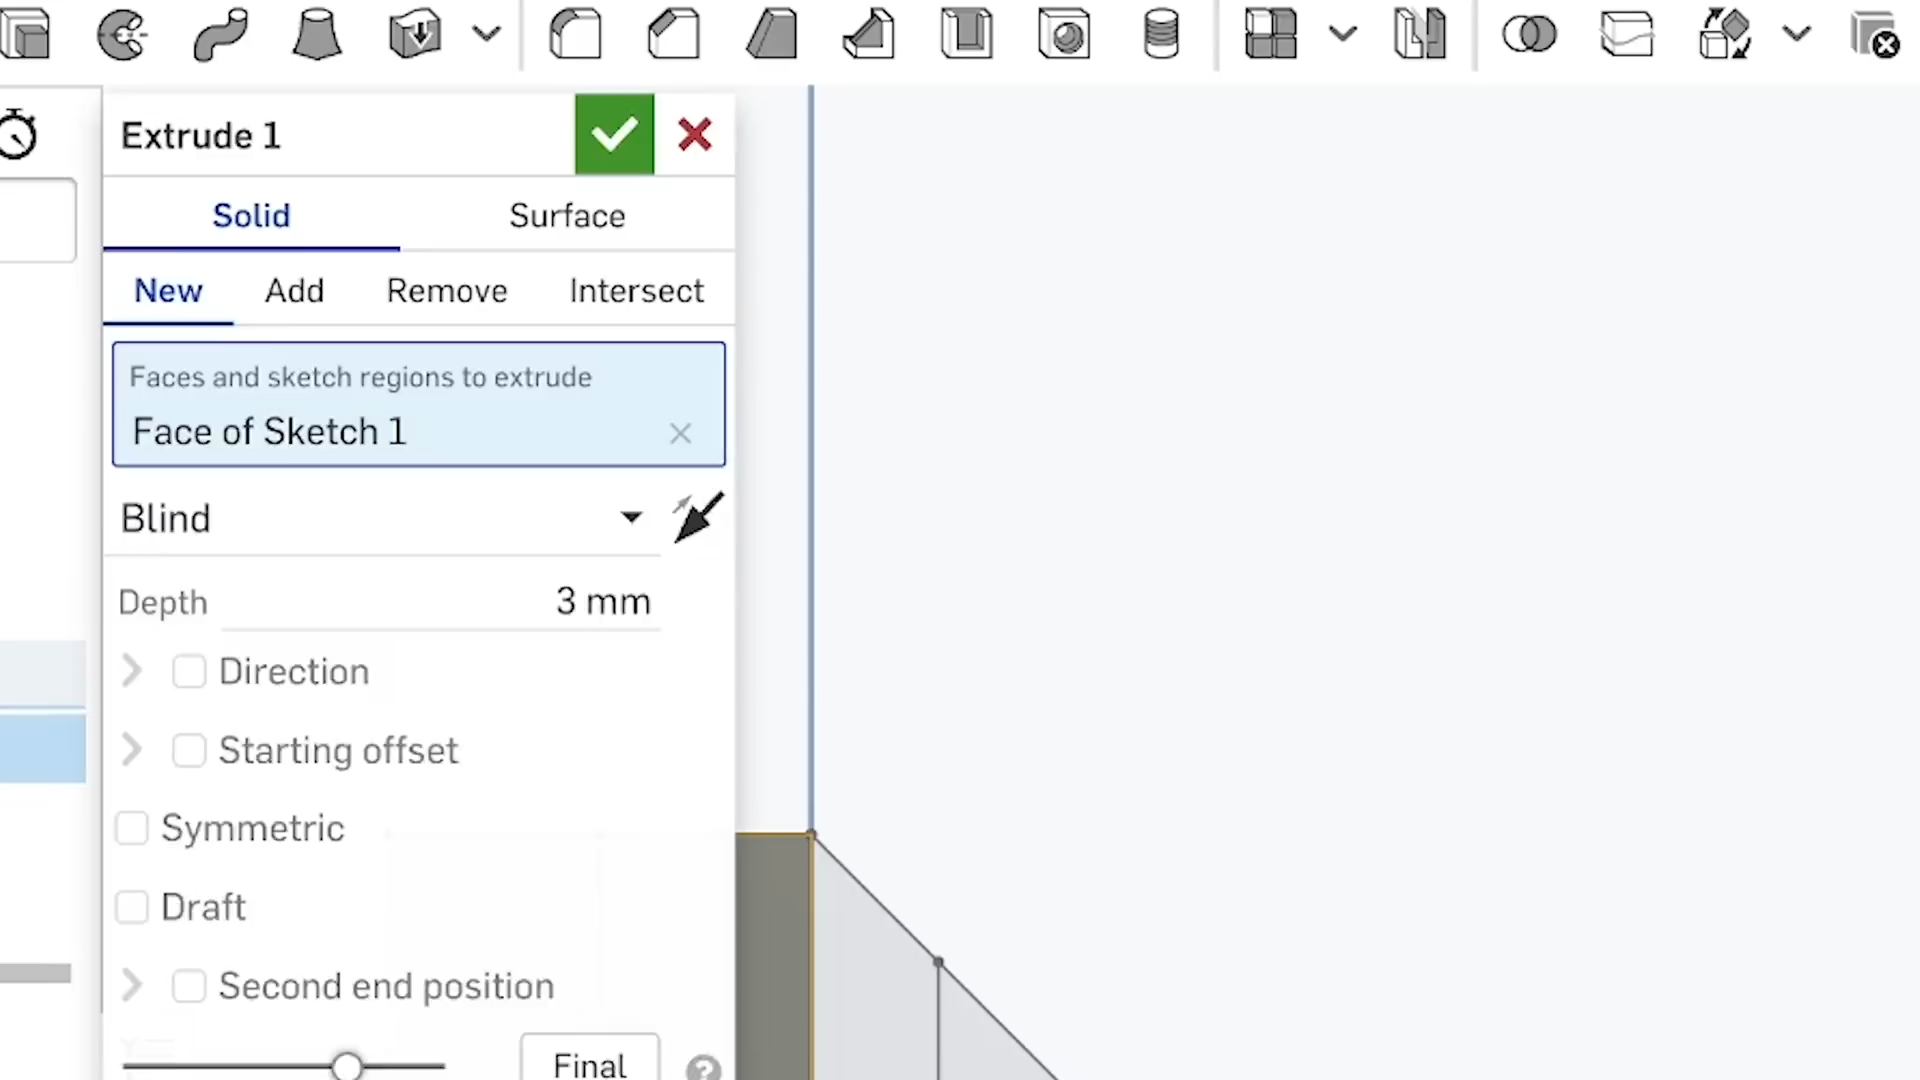 Extrude 1
Solid Surface
New Add Remove Intersect
Faces and sketch regions to extrude
Face of Sketch 1
Blind
Depth 3 mm
Direction
Starting offset
Symmetric
Draft
Second end position
Final
?